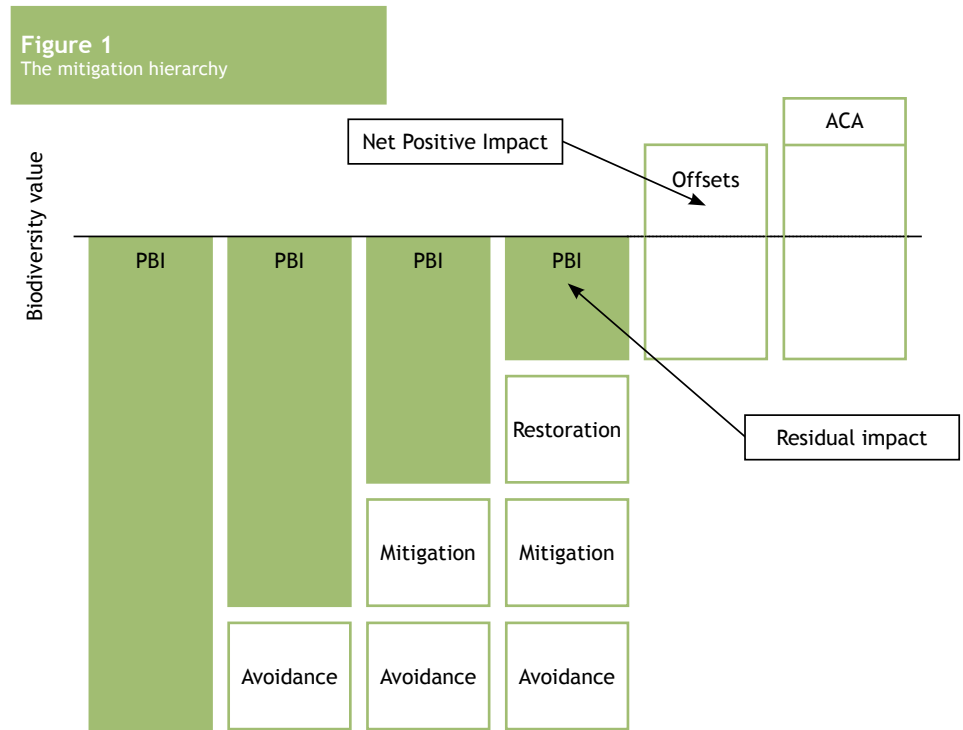 Figure 1
The mitigation hierarchy
ACA
Net Positive Impact
Offsets
Biodiversity value
PBI
PBI
PBI
PBI
Restoration
Residual impact
Mitigation
Mitigation
Avoidance
Avoidance
Avoidance